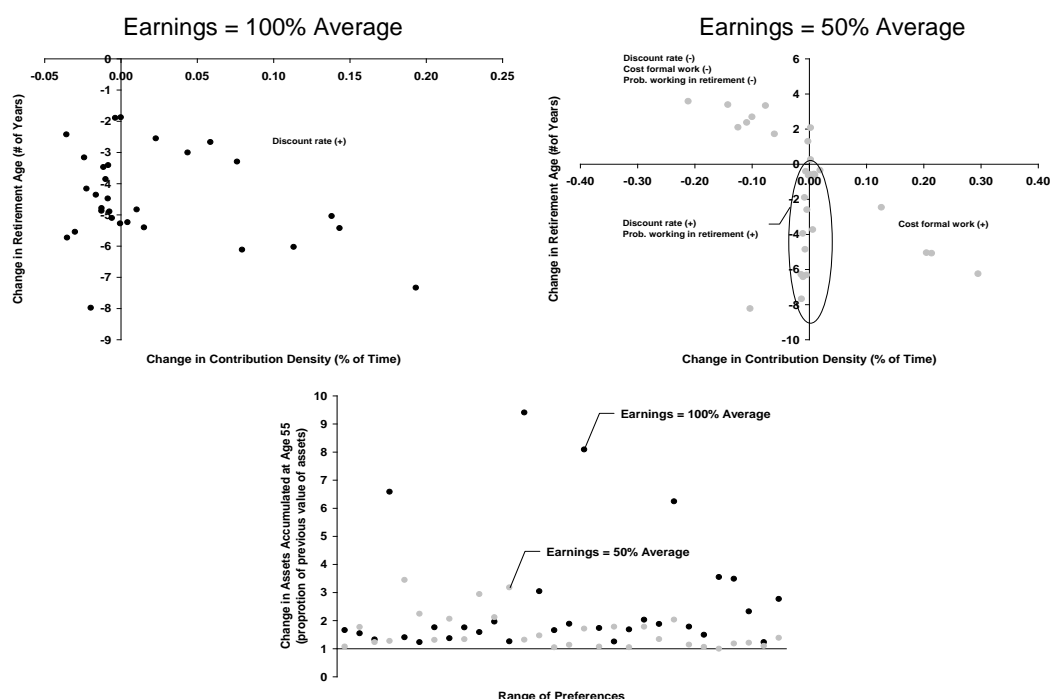 Earnings = 100% Average
Earnings = 50% Average
0
-0.05 0.00 0.05 0.10 0.15 0.20 0.25
-1
-2
-3
-4
-5
-6
-7
-8
-9
Discount rate (+)
Change in Retirement Age (# of Years)
Change in Contribution Density (% of Time)
Discount rate (-)
Cost formal work (-)
Prob. working in retirement (-)
6
4
2
0
-0.40 -0.30 -0.20 -0.10 0.00 0.10 0.20 0.30 0.40
-2
-4
-6
-8
-10
Discount rate (+)
Prob. working in retirement (+)
Cost formal work (+)
Change in Retirement Age (# of Years)
Change in Contribution Density (% of Time)
10
9
8
7
6
5
4
3
2
1
0
Earnings = 100% Average
Earnings = 50% Average
Change in Assets Accumulated at Age 55
(proprotion of previous value of assets)
Range of Preferences